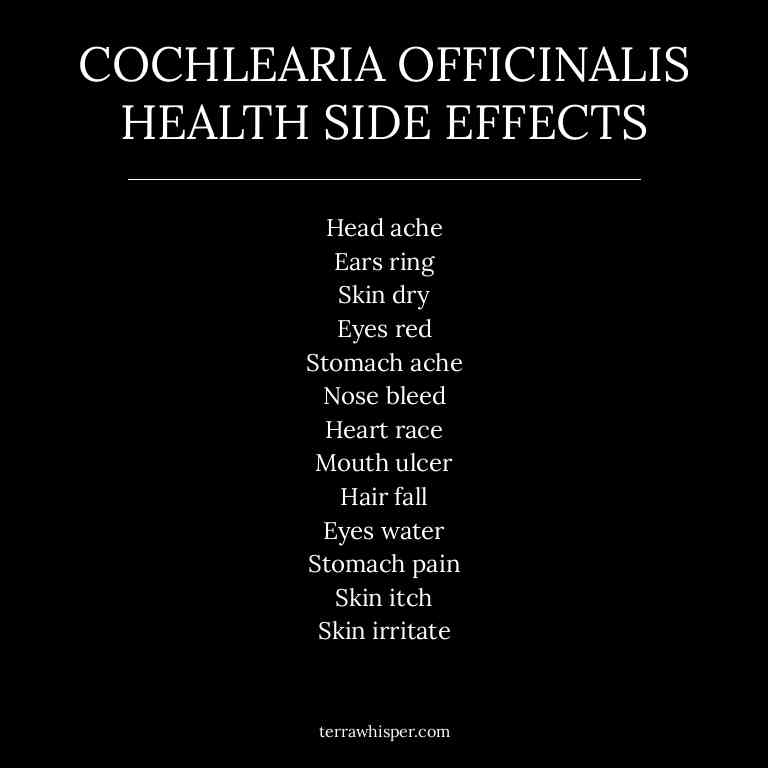 COCHLEARIA OFFICINALIS
HEALTH SIDE EFFECTS
Head ache
Ears ring
Skin dry
Eyes red
Stomach ache
Nose bleed
Heart race
Mouth ulcer
Hair fall
Eyes water
Stomach pain
Skin itch
Skin irritate
terrawhisper.com